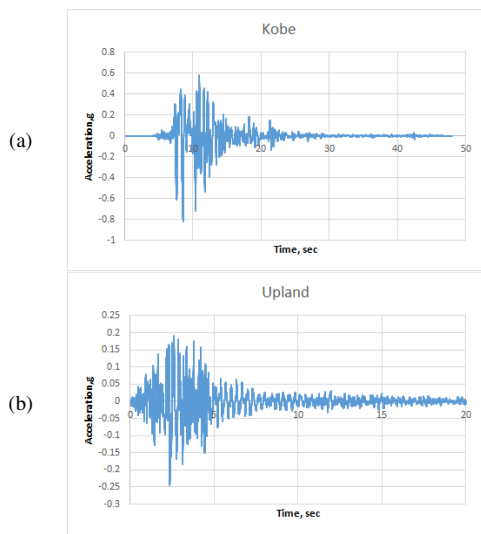 Kobe
0.8
0.6
0.4
0.2
0
-0.2
-0.4
-0.6
-0.8
-1
0 10 20 30 40 50
Acceleration,g
Time, sec
(a)
Upland
0.25
0.2
0.15
0.1
0.05
0
-0.05
-0.1
-0.15
-0.2
-0.25
-0.3
0 5 10 15 20
Acceleration,g
Time, sec
(b)